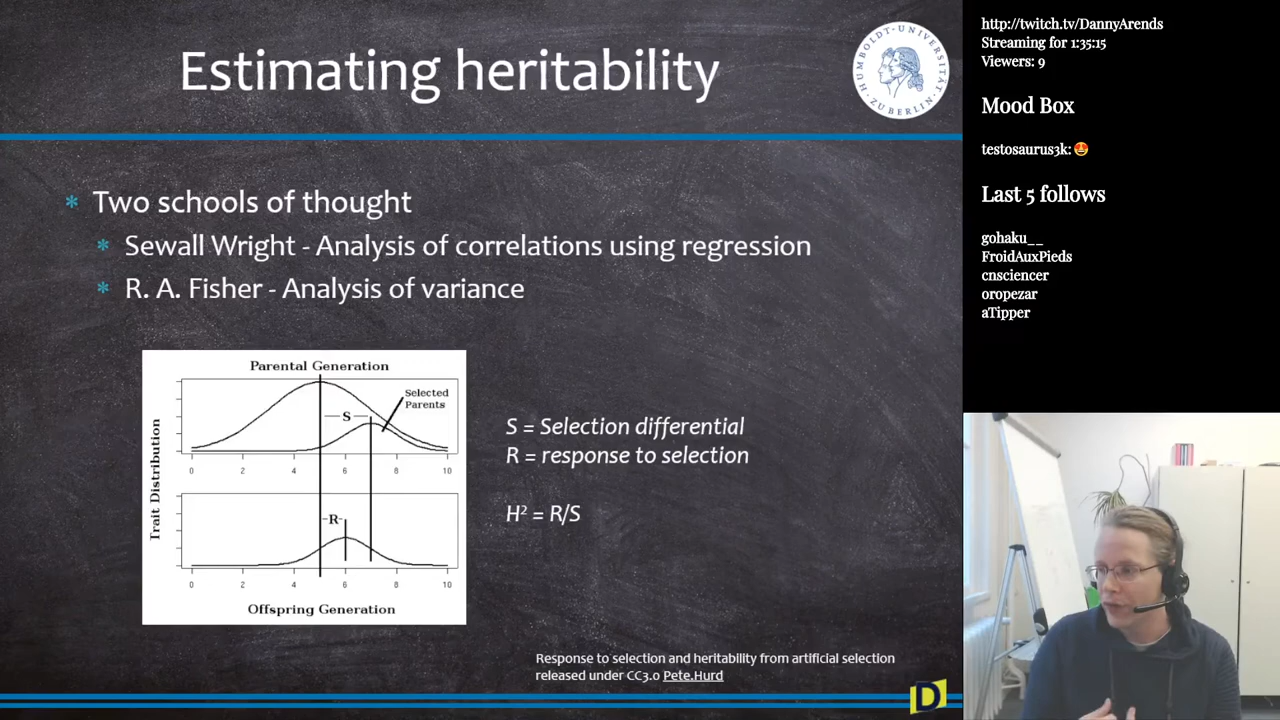 Estimating heritability
HUMBOLDT-UNIVERSITÄT ZU BERLIN
Two schools of thought
Sewall Wright - Analysis of correlations using regression
R. A. Fisher - Analysis of variance
Parental Generation
Selected
Parents
S
0 2 4 6 8 10
Trait Distribution
R
0 2 4 6 8 10
Offspring Generation
S = Selection differential
R = response to selection
H² = R/S
Response to selection and heritability from artificial selection
released under CC3.0 Pete.Hurd
D
http://twitch.tv/DannyArends
Streaming for 1:35:15
Viewers: 9
Mood Box
testosaurus3k: 🤩
Last 5 follows
gohaku__
FroidAuxPieds
cnsciencer
oropezar
aTipper